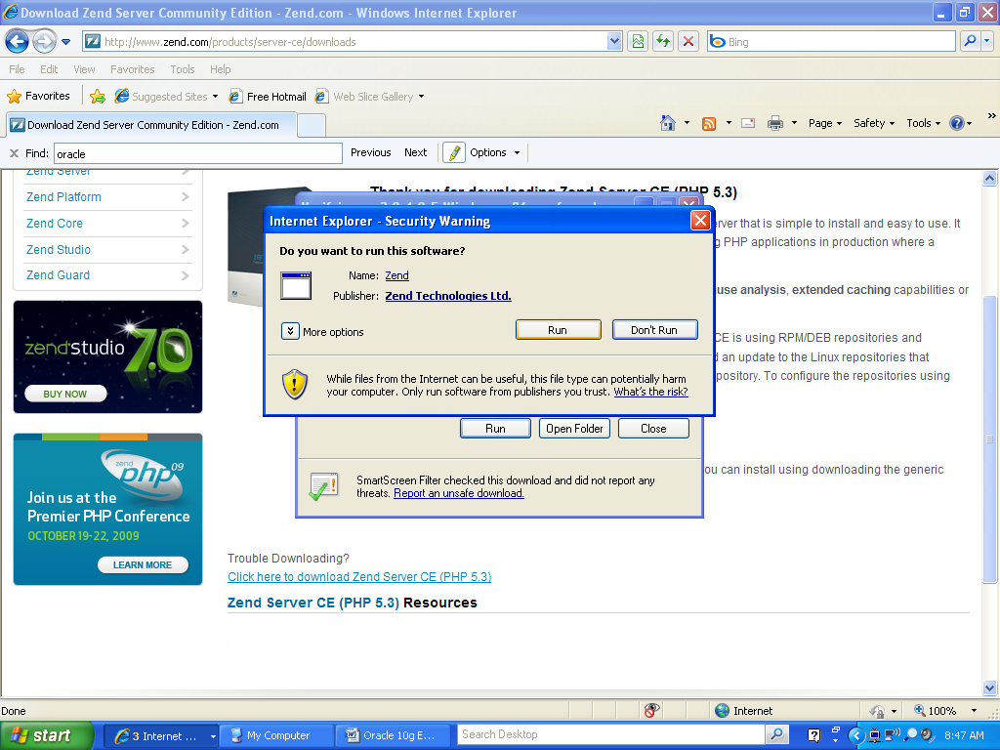 Download Zend Server Community Edition - Zend.com - Windows Internet Explorer
http://www.zend.com/products/server-ce/downloads
Bing
File Edit View Favorites Tools Help
Favorites Suggested Sites Free Hotmail Web Slice Gallery
Download Zend Server Community Edition - Zend.com
Page Safety Tools
Find: oracle Previous Next Options
Zend Server
Zend Platform
Zend Core
Zend Studio
Zend Guard
Thank you for downloading Zend Server CE (PHP 5.3)
erver that is simple to install and easy to use. It
PHP applications in production where a
use analysis, extended caching capabilities or
CE is using RPM/DEB repositories and
an update to the Linux repositories that
pository. To configure the repositories using
ou can install using downloading the generic
Internet Explorer - Security Warning
Do you want to run this software?
Name: Zend
Publisher: Zend Technologies Ltd.
More options Run Don't Run
While files from the Internet can be useful, this file type can potentially harm
your computer. Only run software from publishers you trust. What's the risk?
Run Open Folder Close
SmartScreen Filter checked this download and did not report any
threats. Report an unsafe download.
zend studio 7.0
BUY NOW
zend php 09
Join us at the
Premier PHP Conference
OCTOBER 19-22, 2009
LEARN MORE
Trouble Downloading?
Click here to download Zend Server CE (PHP 5.3)
Zend Server CE (PHP 5.3) Resources
Done Internet 100%
start 3 Internet ... My Computer Oracle 10g E... Search Desktop 8:47 AM